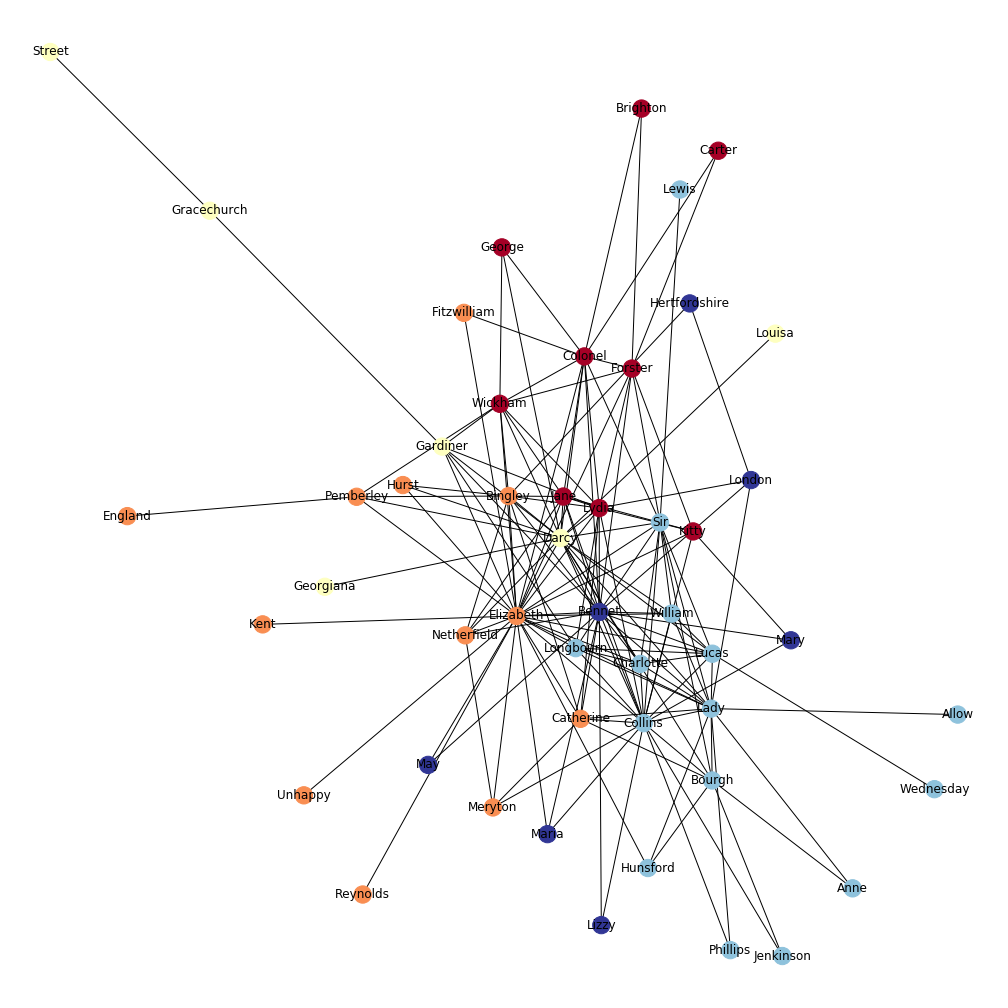 Street
Brighton
Carter
Lewis
Gracechurch
George
Hertfordshire
Fitzwilliam
Louisa
Colonel
Forster
Wickham
Gardiner
London
Hurst
Pemberley
Bingley
Jane
Lydia
England
Sir
Kitty
Darcy
Georgiana
Bennet
William
Elizabeth
Kent
Netherfield
Mary
Longbourn
Lucas
Charlotte
Lady
Allow
Catherine
Collins
May
Bourgh
Wednesday
Unhappy
Meryton
Maria
Hunsford
Anne
Reynolds
Lizzy
Phillips
Jenkinson